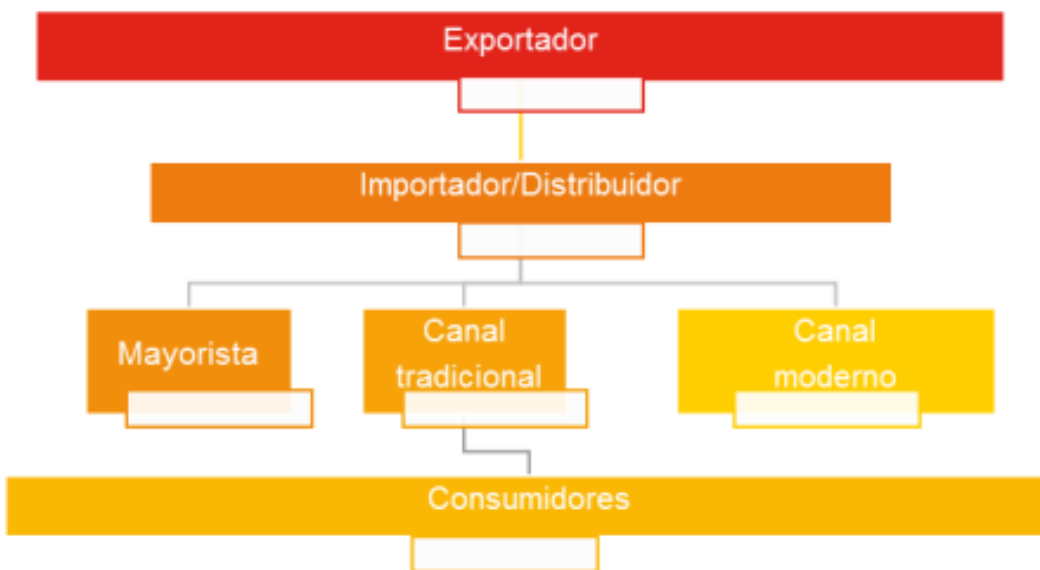 Exportador
Importador/Distribuidor
Mayorista
Canal
tradicional
Canal
moderno
Consumidores